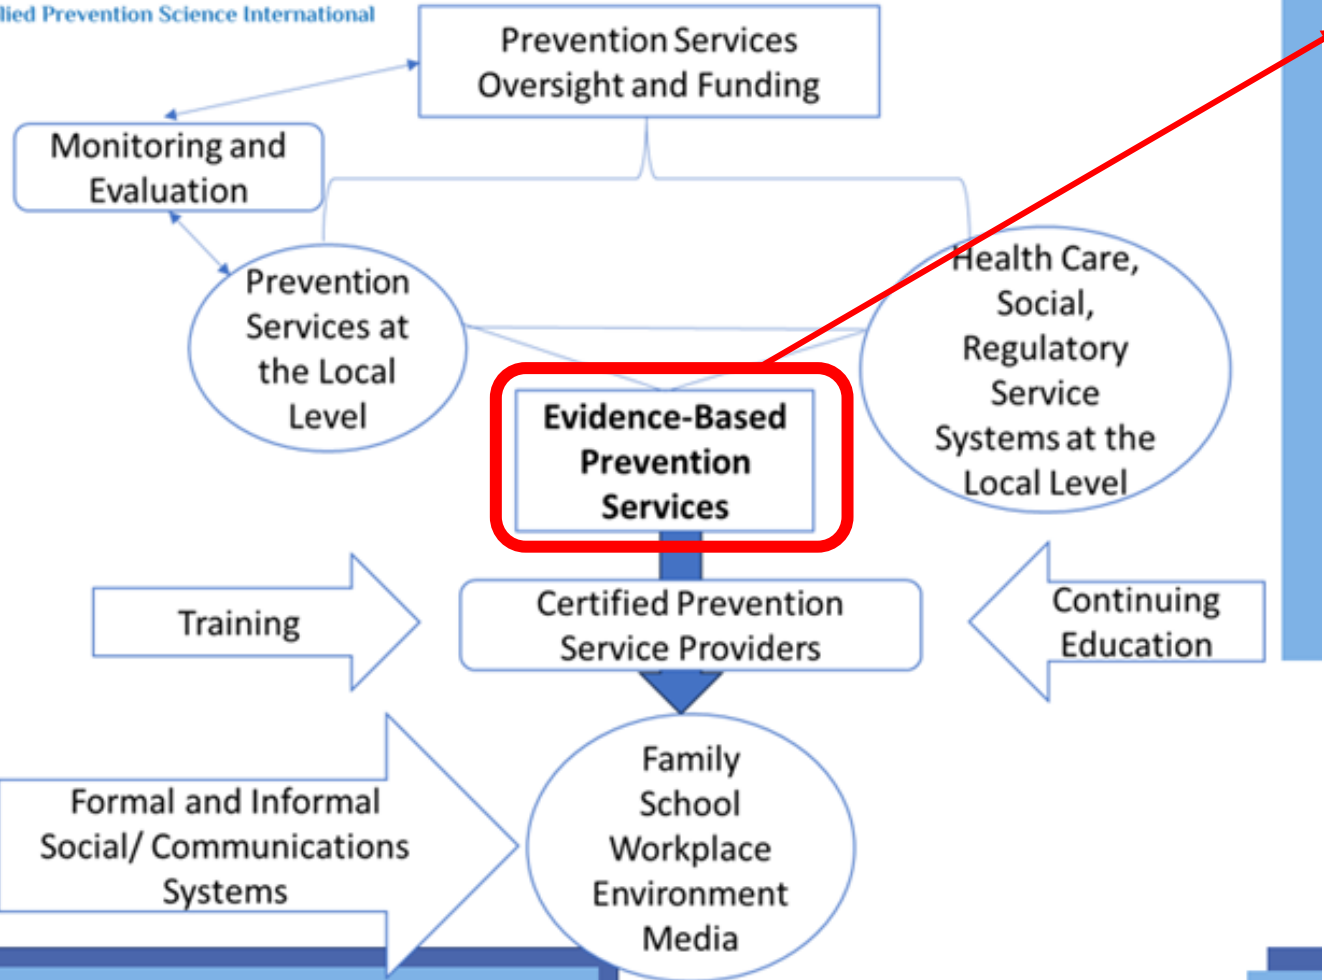 lied Prevention Science International
Prevention Services
Oversight and Funding
Monitoring and
Evaluation
Prevention
Services at
the Local
Level
Health Care,
Social,
Regulatory
Service
Systems at the
Local Level
Evidence-Based
Prevention
Services
Training
Certified Prevention
Service Providers
Continuing
Education
Formal and Informal
Social/ Communications
Systems
Family
School
Workplace
Environment
Media